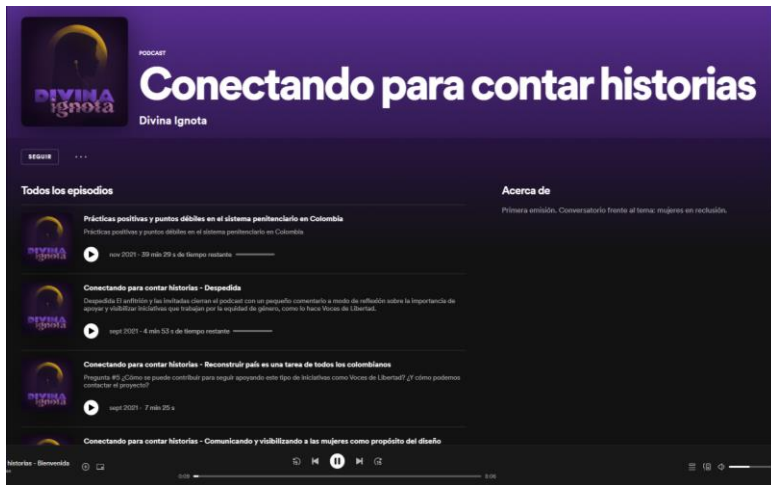 DIVINA
ignota
PODCAST
Conectando para contar historias
Divina Ignota
SEGUIR
Todos los episodios
Acerca de
Primera emisión. Conversatorio frente al tema: mujeres en reclusión.
Prácticas positivas y puntos débiles en el sistema penitenciario en Colombia
Prácticas positivas y puntos débiles en el sistema penitenciario en Colombia
DIVINA
ignota
nov 2021 · 39 min 29 s de tiempo restante
Conectando para contar historias - Despedida
Despedida El anfitrión y las invitadas cierran el podcast con un pequeño comentario a modo de reflexión sobre la importancia de
apoyar y visibilizar iniciativas que trabajan por la equidad de género, como lo hace Voces de Libertad.
DIVINA
ignota
sept 2021 · 4 min 53 s de tiempo restante
Conectando para contar historias - Reconstruir país es una tarea de todos los colombianos
Pregunta #5 ¿Cómo se puede contribuir para seguir apoyando este tipo de iniciativas como Voces de Libertad? ¿Y cómo podemos
contactar el proyecto?
DIVINA
ignota
sept 2021 · 7 min 25 s
Conectando para contar historias - Comunicando y visibilizando a las mujeres como propósito del diseño
historias - Bienvenida